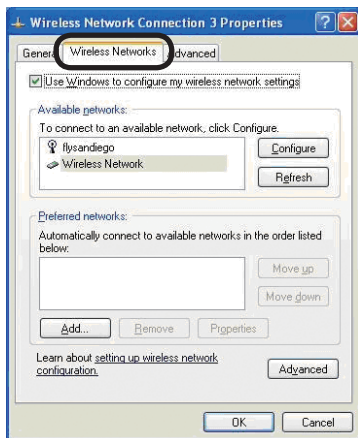 Wireless Network Connection 3 Properties
General Wireless Networks Advanced
Use Windows to configure my wireless network settings
Available networks:
To connect to an available network, click Configure.
flysandiego
Wireless Network
Configure
Refresh
Preferred networks:
Automatically connect to available networks in the order listed
below:
Move up
Move down
Add... Remove Properties
Learn about setting up wireless network
configuration.
Advanced
OK Cancel